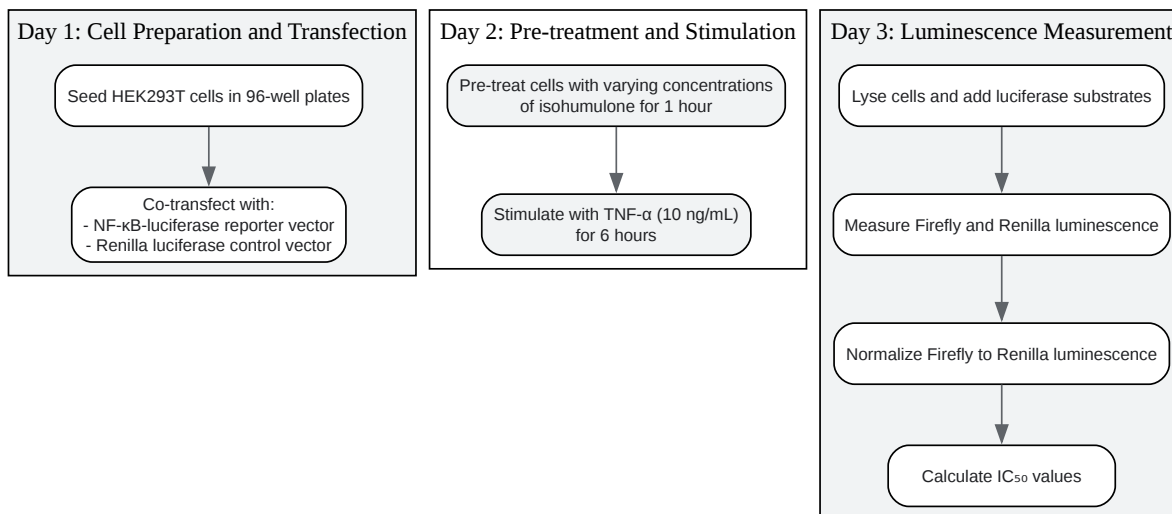 Day 1: Cell Preparation and Transfection
Seed HEK293T cells in 96-well plates
Co-transfect with:
- NF-κB-luciferase reporter vector
- Renilla luciferase control vector
Day 2: Pre-treatment and Stimulation
Pre-treat cells with varying concentrations
of isohumulone for 1 hour
Stimulate with TNF-α (10 ng/mL)
for 6 hours
Day 3: Luminescence Measurement
Lyse cells and add luciferase substrates
Measure Firefly and Renilla luminescence
Normalize Firefly to Renilla luminescence
Calculate IC₅₀ values